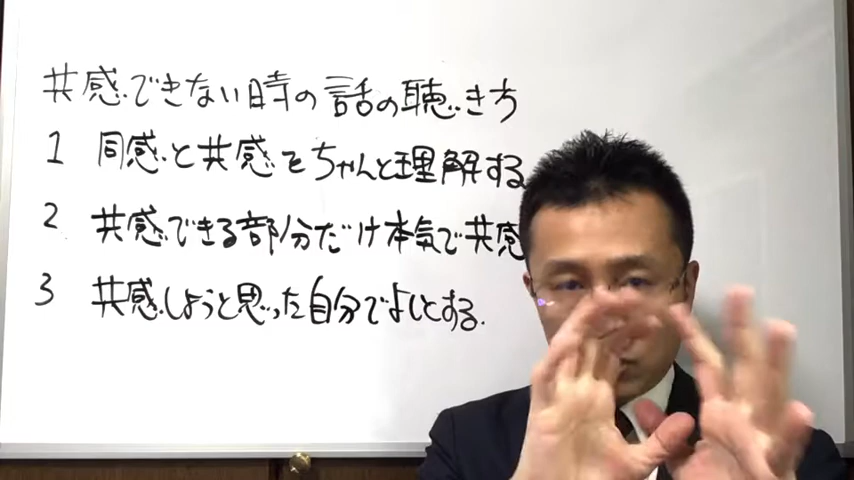 共感できない時の話の聴き方
1 同感と共感をちゃんと理解する
2 共感できる部分だけ本気で共感
3 共感しようと思った自分でよしとする.